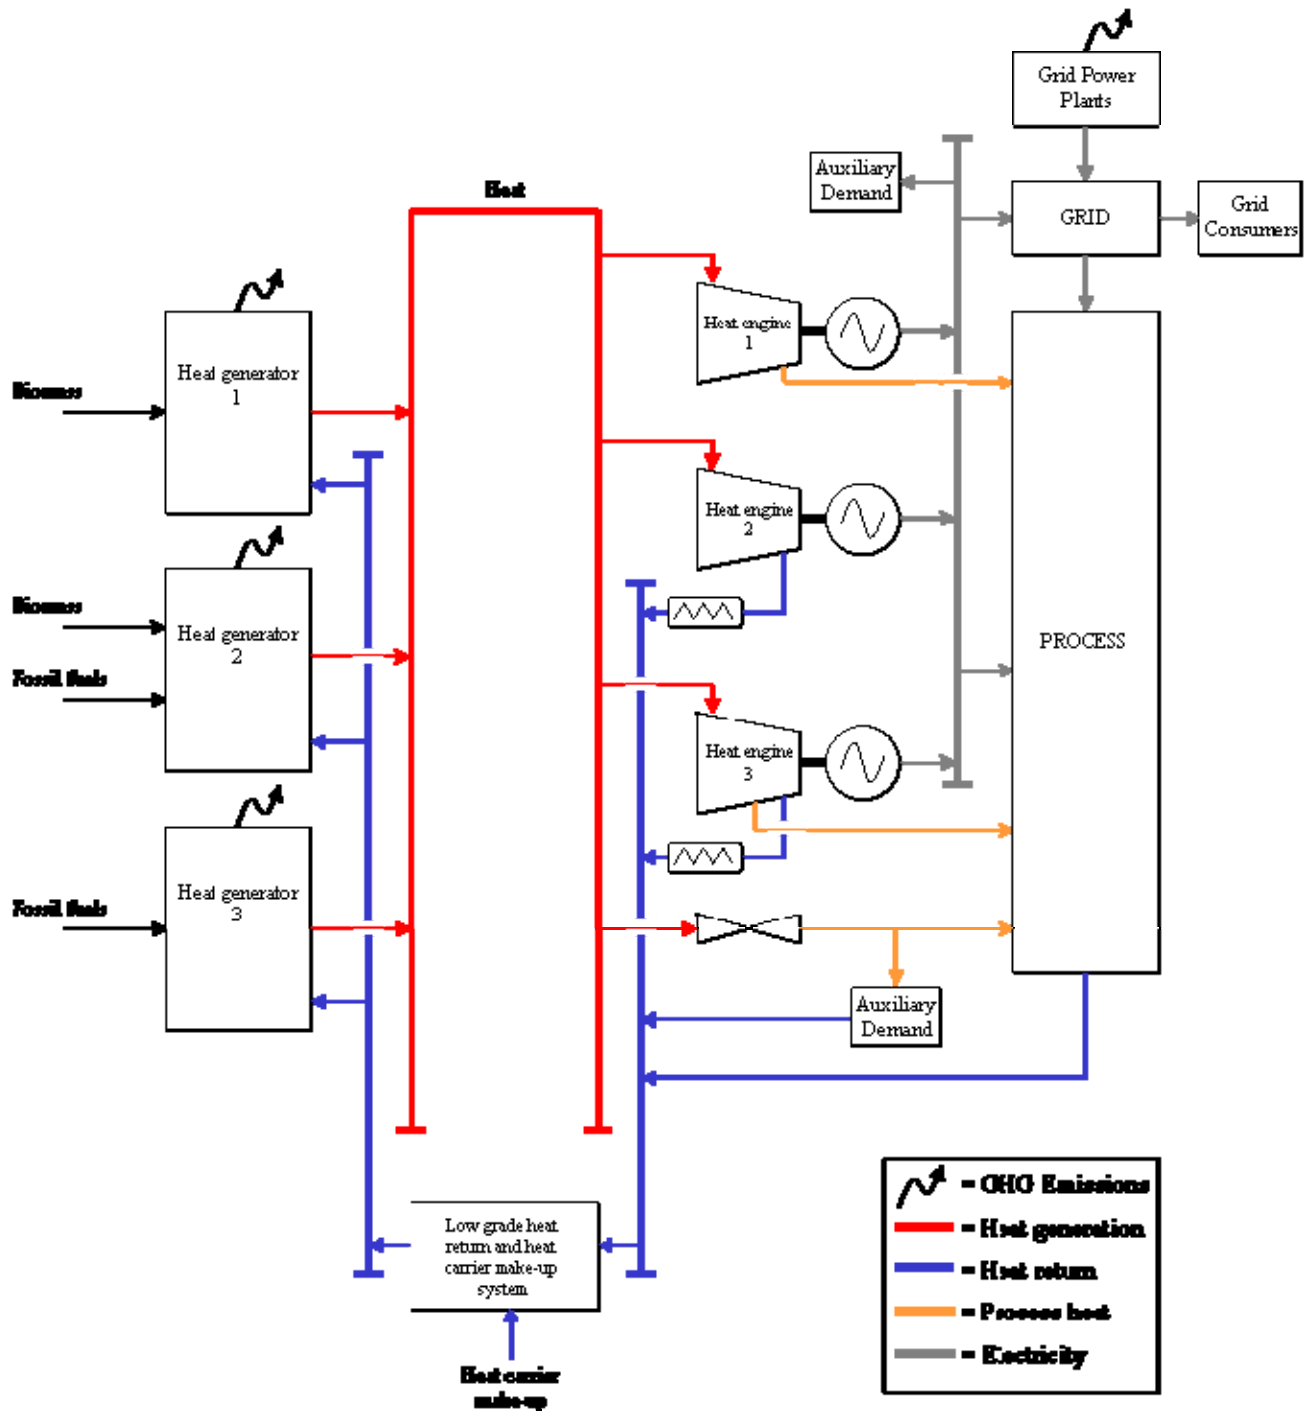 Grid Power
Plants
Auxiliary
Demand
GRID
Grid
Consumers
Heat
Heat engine
1
Heat generator
1
Biomass
Heat engine
2
Biomass
Heat generator
2
Fossil fuels
PROCESS
Heat engine
3
Heat generator
3
Fossil fuels
Auxiliary
Demand
Low grade heat
return and heat
carrier make-up
system
Heat carrier
make-up
= GHG Emissions
= Heat generation
= Heat return
= Process heat
= Electricity